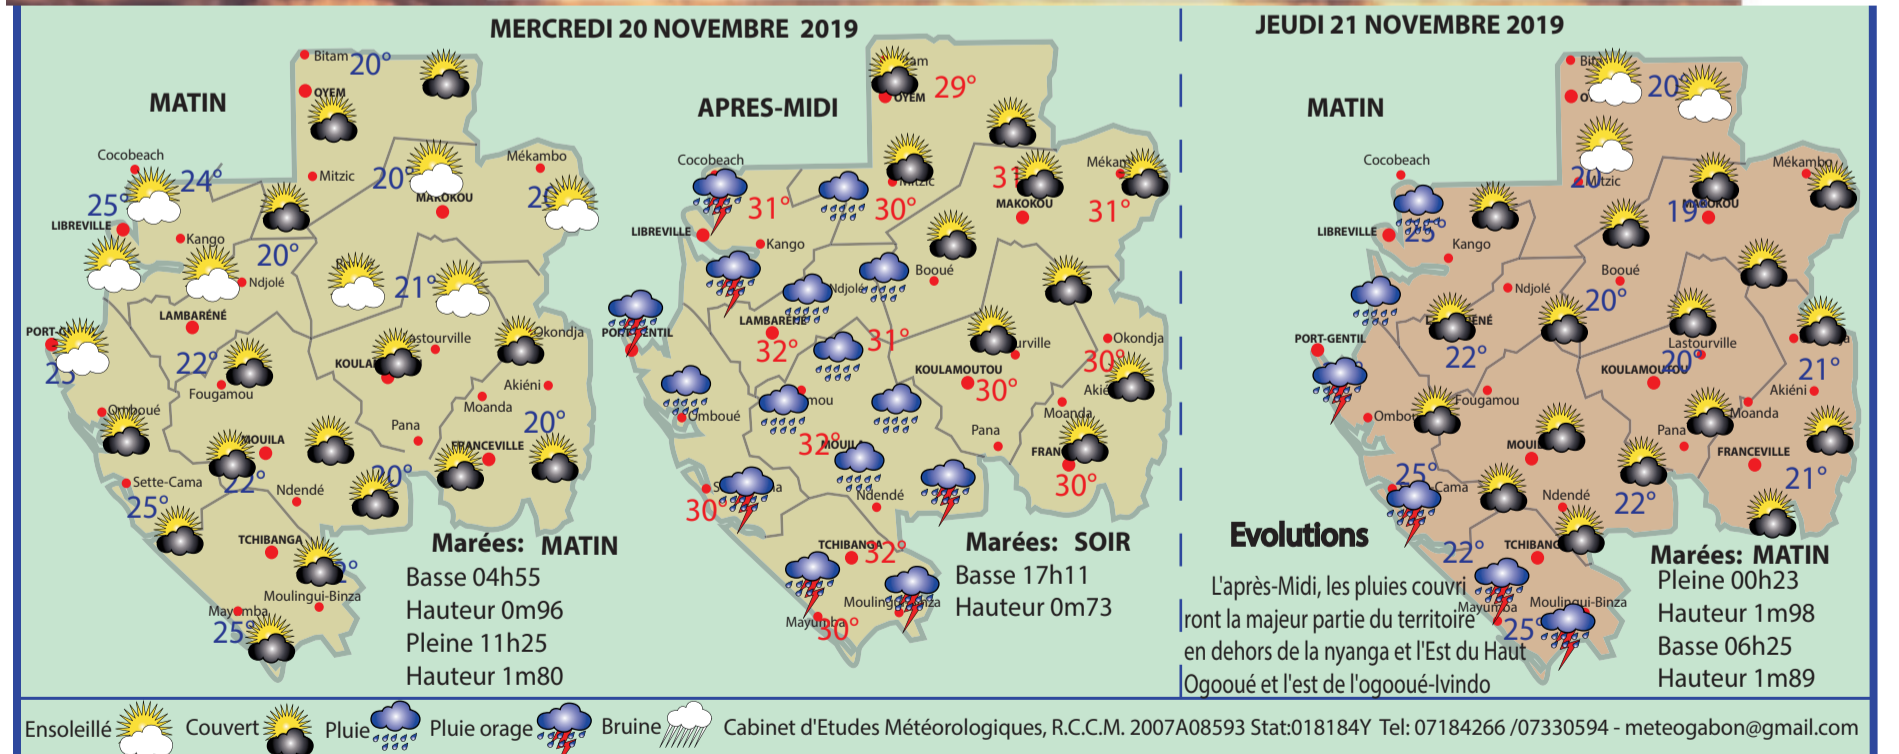 MERCREDI 20 NOVEMBRE 2019
JEUDI 21 NOVEMBRE 2019
MATIN
Bitam
20°
OYEM
Cocobeach
24°
25°
LIBREVILLE
Mitzic
20°
MAKOKOU
Mékambo
Kango
20°
Ndjolé
21°
LAMBARÉNÉ
22°
Fougamou
Okondja
Akiéni
Moanda
20°
Pana
FRANCEVILLE
Omboué
MOUILA
22°
Sette-Cama
25°
Ndendé
20°
TCHIBANGA
Moulingui-Binza
Mayumba
25°
Marées: MATIN
Basse 04h55
Hauteur 0m96
Pleine 11h25
Hauteur 1m80
APRES-MIDI
29°
OYEM
Cocobeach
31°
30°
Mitzic
31
MAKOKOU
31°
LIBREVILLE
Kango
Ndjolé
Booué
LAMBARÉNÉ
32°
31°
PORT-GENTIL
KOULAMOUTOU
30°
Okondja
30°
Moanda
Omboué
32°
MOUILA
Pana
30°
30°
Ndendé
TCHIBANGA
32°
Moulingui-Binza
Mayumba
30°
Marées: SOIR
Basse 17h11
Hauteur 0m73
MATIN
20°
Cocobeach
20
Mitzic
Mékambo
LIBREVILLE
25°
Kango
19°
MAKOKOU
Ndjolé
Booué
20°
PORT-GENTIL
22°
Fougamou
Lastourville
20°
KOULAMOUTOU
21°
Akiéni
Moanda
Pana
FRANCEVILLE
21°
25°
Ndendé
22°
22°
Mayumba
Moulingui-Binza
25°
Evolutions
L'après-Midi, les pluies couvri
ront la majeur partie du territoire
en dehors de la nyanga et l'Est du Haut
Ogooué et l'est de l'ogooué-Ivindo
Marées: MATIN
Pleine 00h23
Hauteur 1m98
Basse 06h25
Hauteur 1m89
Ensoleillé Couvert Pluie Pluie orage Bruine Cabinet d'Etudes Météorologiques, R.C.C.M. 2007A08593 Stat:018184Y Tel: 07184266 /07330594 - meteogabon@gmail.com